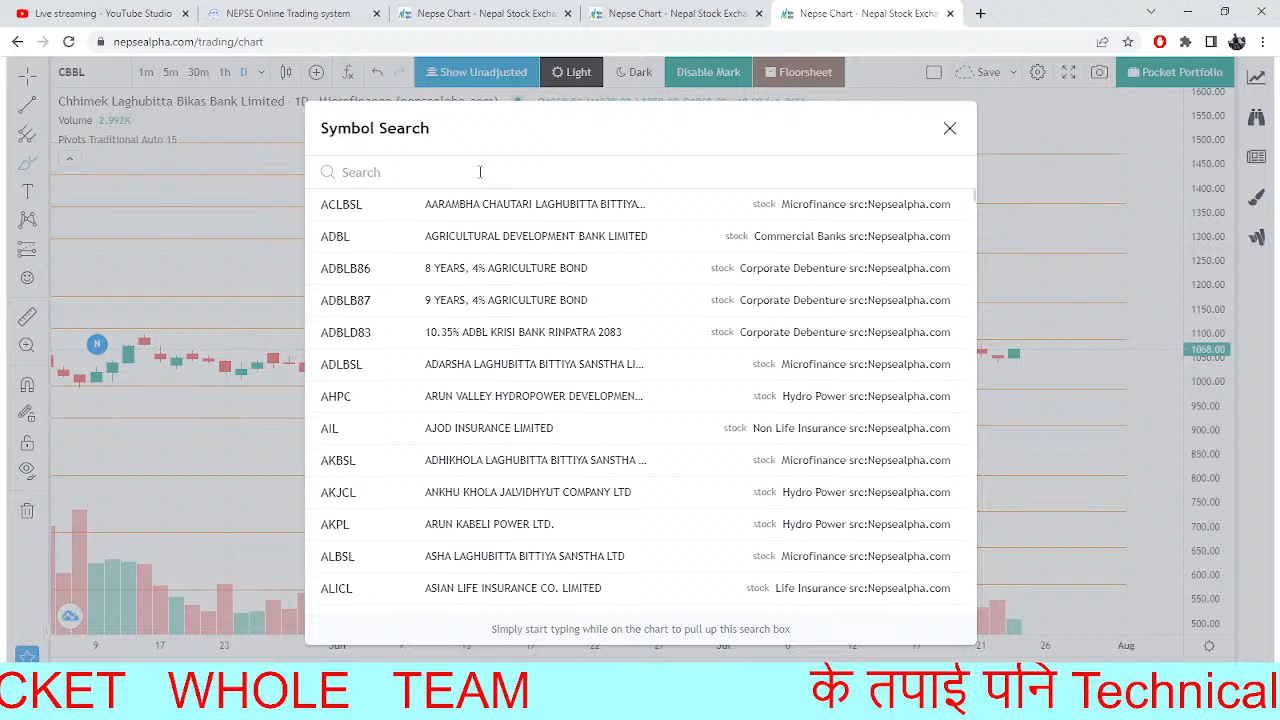 Live streaming - YouTube Studio
NEPSE Online Trading system
Nepse Chart - Nepal Stock Excha
Nepse Chart - Nepal Stock Excha
Nepse Chart - Nepal Stock Excha
nepsealpha.com/trading/chart
CBBL 1m 5m 30m 1h D Show Unadjusted Light Dark Disable Mark Floorsheet Save Pocket Portfolio
Chhimek Laghubitta Bikas Bank Limited · 1D · Microfinance (nepsealpha.com)
Volume 2.992K
Pivots Traditional Auto 15
Symbol Search
Search
ACLBSL AARAMBHA CHAUTARI LAGHUBITTA BITTIYA... stock Microfinance src:Nepsealpha.com
ADBL AGRICULTURAL DEVELOPMENT BANK LIMITED stock Commercial Banks src:Nepsealpha.com
ADBLB86 8 YEARS, 4% AGRICULTURE BOND stock Corporate Debenture src:Nepsealpha.com
ADBLB87 9 YEARS, 4% AGRICULTURE BOND stock Corporate Debenture src:Nepsealpha.com
ADBLD83 10.35% ADBL KRISI BANK RINPATRA 2083 stock Corporate Debenture src:Nepsealpha.com
ADLBSL ADARSHA LAGHUBITTA BITTIYA SANSTHA LI... stock Microfinance src:Nepsealpha.com
AHPC ARUN VALLEY HYDROPOWER DEVELOPMEN... stock Hydro Power src:Nepsealpha.com
AIL AJOD INSURANCE LIMITED stock Non Life Insurance src:Nepsealpha.com
AKBSL ADHIKHOLA LAGHUBITTA BITTIYA SANSTHA ... stock Microfinance src:Nepsealpha.com
AKJCL ANKHU KHOLA JALVIDHYUT COMPANY LTD stock Hydro Power src:Nepsealpha.com
AKPL ARUN KABELI POWER LTD. stock Hydro Power src:Nepsealpha.com
ALBSL ASHA LAGHUBITTA BITTIYA SANSTHA LTD stock Microfinance src:Nepsealpha.com
ALICL ASIAN LIFE INSURANCE CO. LIMITED stock Life Insurance src:Nepsealpha.com
Simply start typing while on the chart to pull up this search box
N
1600.00
1550.00
1500.00
1450.00
1400.00
1350.00
1300.00
1250.00
1200.00
1150.00
1100.00
1068.00
1050.00
1000.00
950.00
900.00
850.00
800.00
750.00
700.00
650.00
600.00
550.00
500.00
9 17 23 Jun 8 15 22 Jul 6 12 17 21 26 Aug
CKET WHOLE TEAM के तपाई पनि Technical